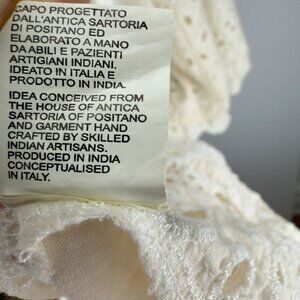 CAPO PROGETTATO
DALL'ANTICA SARTORIA
DI POSITANO ED
ELABORATO A MANO
DA ABILI E PAZIENTI
ARTIGIANI INDIANI.
IDEATO IN ITALIA E
PRODOTTO IN INDIA.
IDEA CONCEIVED FROM
THE HOUSE OF ANTICA
SARTORIA OF POSITANO
AND GARMENT HAND
CRAFTED BY SKILLED
INDIAN ARTISANS.
PRODUCED IN INDIA
CONCEPTUALISED
IN ITALY.